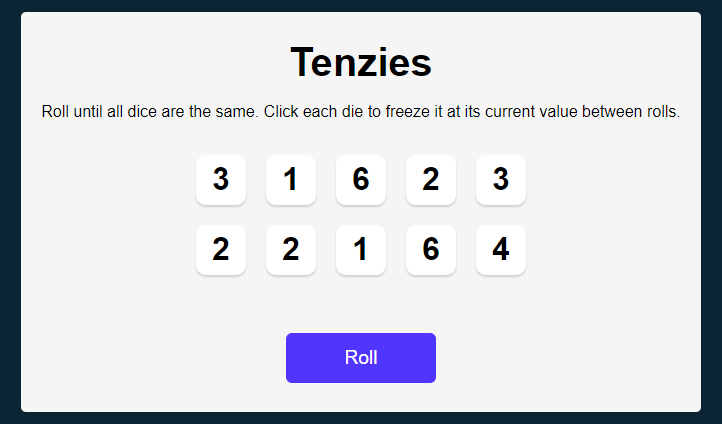 Tenzies
Roll until all dice are the same. Click each die to freeze it at its current value between rolls.
3 1 6 2 3
2 2 1 6 4
Roll